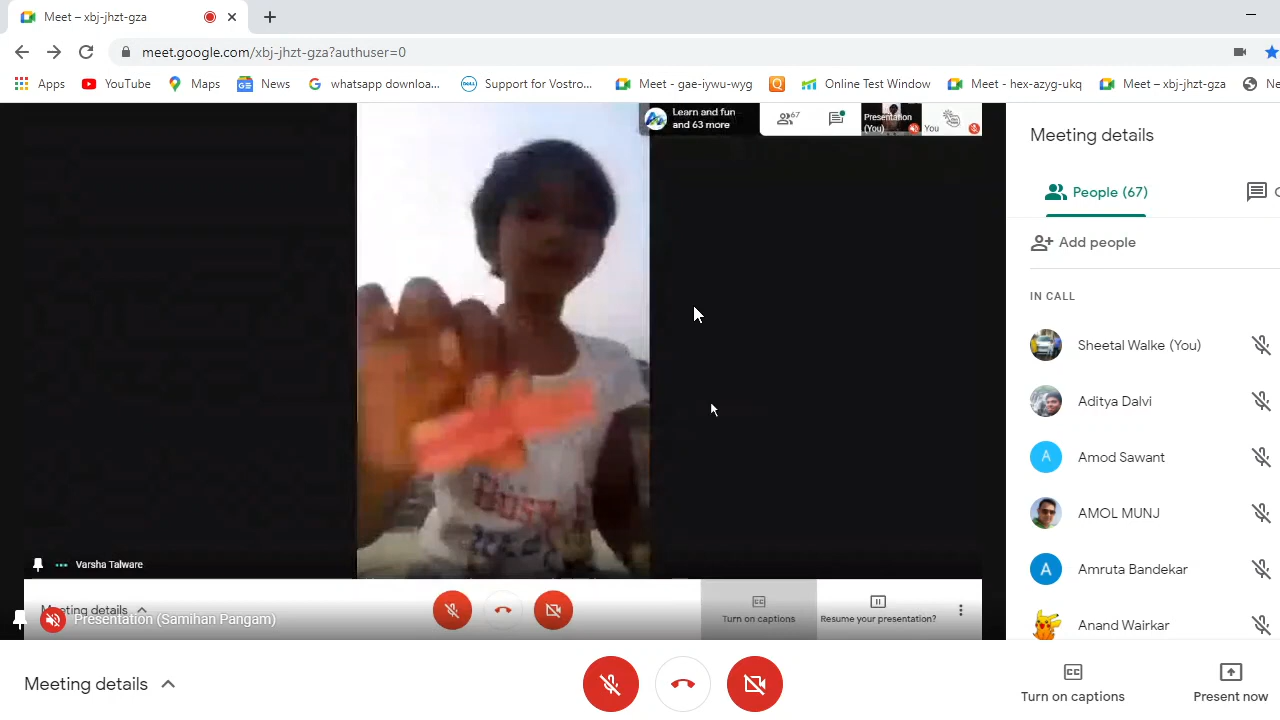 Meet – xbj-jhzt-gza
meet.google.com/xbj-jhzt-gza?authuser=0
Apps YouTube Maps News whatsapp downloa... Support for Vostro... Meet - gae-iywu-wyg Online Test Window Meet - hex-azyg-ukq Meet – xbj-jhzt-gza Ne
Learn and fun
and 63 more
67
Presentation
(You)
You
Meeting details
People (67)
Add people
IN CALL
Sheetal Walke (You)
Aditya Dalvi
A Amod Sawant
AMOL MUNJ
A Amruta Bandekar
Anand Wairkar
Varsha Talware
Meeting details
Turn on captions
Resume your presentation?
Presentation (Samihan Pangam)
Meeting details
Turn on captions
Present now